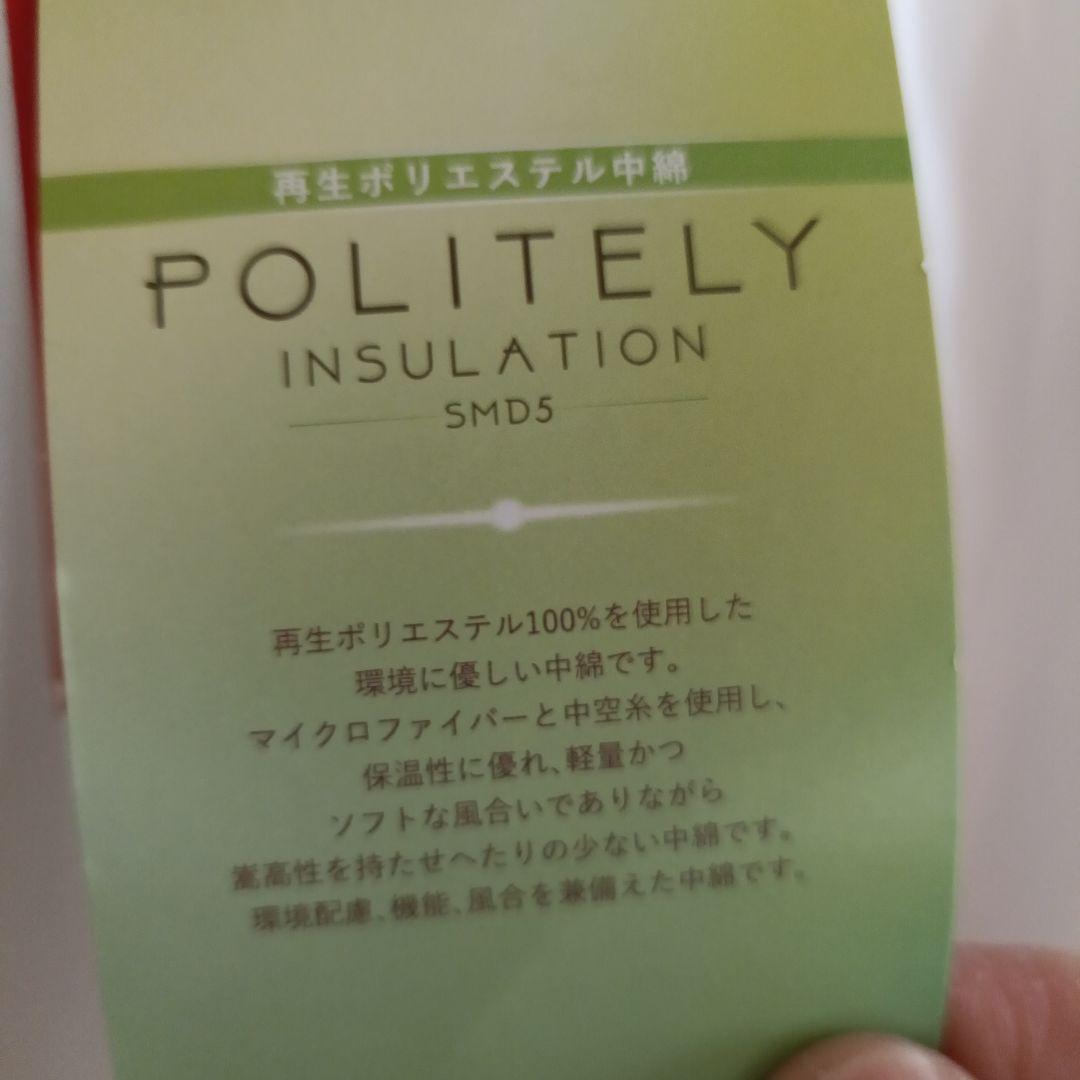 再生ポリエステル中綿
POLITELY
INSULATION
SMD5
再生ポリエステル100%を使用した
環境に優しい中綿です。
マイクロファイバーと中空糸を使用し、
保温性に優れ、軽量かつ
ソフトな風合いでありながら
嵩高性を持たせへたりの少ない中綿です。
環境配慮、機能、風合を兼備えた中綿です。